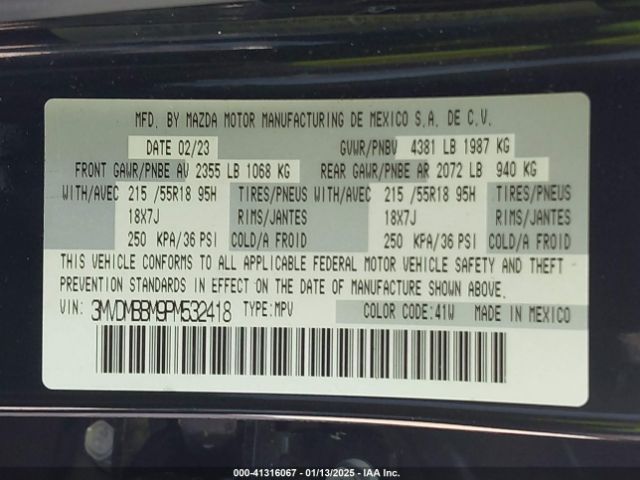 MFD. BY MAZDA MOTOR MANUFACTURING DE MEXICO S.A. DE C.V.
DATE 02/23 GVWR/PNBV 4381 LB 1987 KG
FRONT GAWR/PNBE AV 2355 LB 1068 KG REAR GAWR/PNBE AR 2072 LB 940 KG
WITH/AVEC 215 /55R18 95H TIRES/PNEUS WITH/AVEC 215 /55R18 95H TIRES/PNEUS
18X7J RIMS/JANTES 18X7J RIMS/JANTES
250 KPA/36 PSI COLD/A FROID 250 KPA/36 PSI COLD/A FROID
THIS VEHICLE CONFORMS TO ALL APPLICABLE FEDERAL MOTOR VEHICLE SAFETY AND THEFT
PREVENTION STANDARDS IN EFFECT ON THE DATE OF MANUFACTURE SHOWN ABOVE.
VIN: 3MVDMBBM9PM532418 TYPE:MPV COLOR CODE:41W MADE IN MEXICO
000-41316067 - 01/13/2025 - IAA Inc.